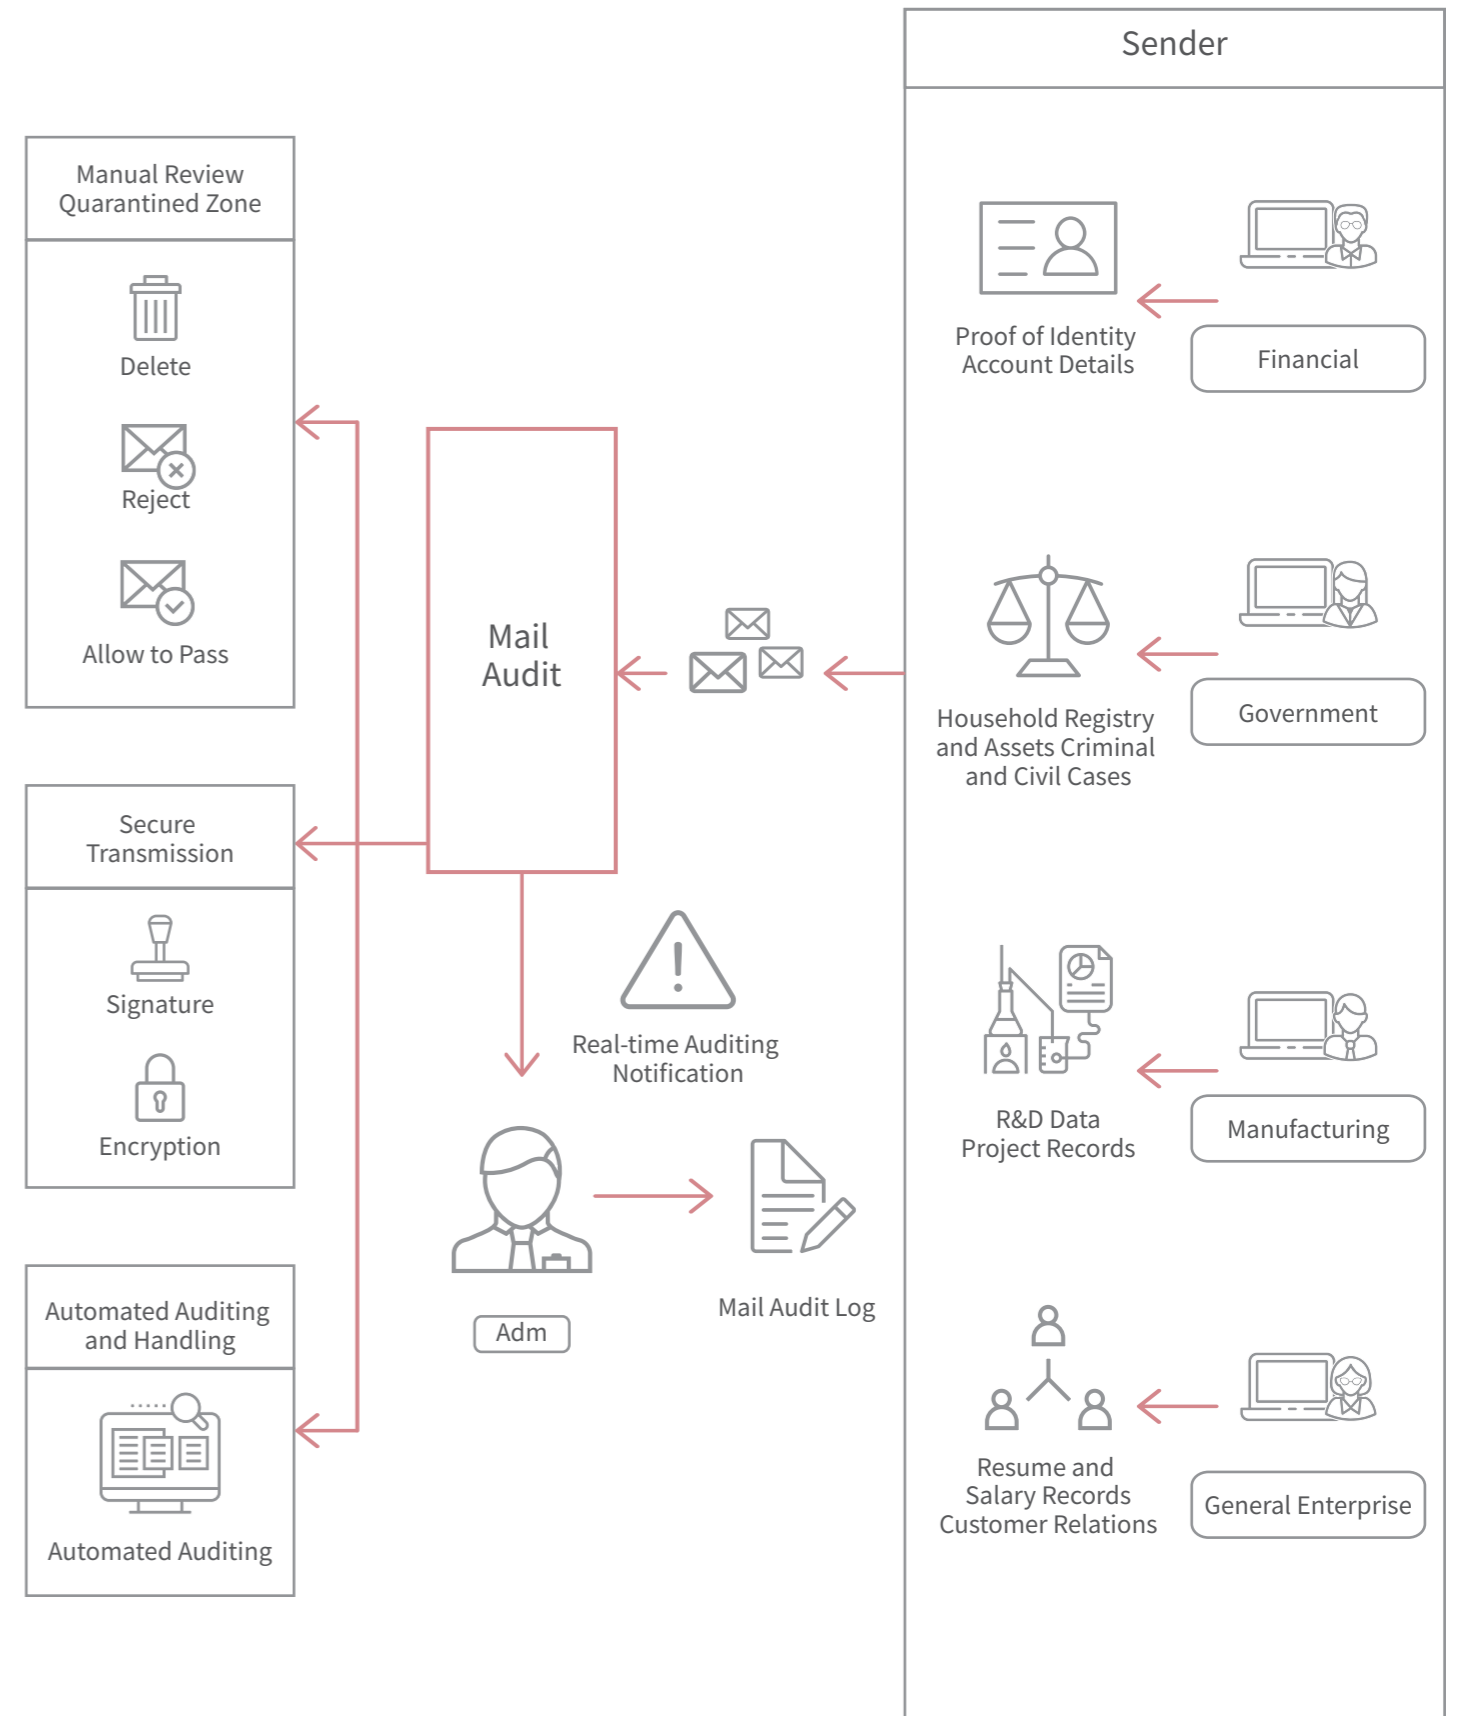 Sender
Manual Review
Quarantined Zone
Delete
Reject
Allow to Pass
Secure
Transmission
Signature
Encryption
Automated Auditing
and Handling
Automated Auditing
Mail
Audit
Real-time Auditing
Notification
Adm
Mail Audit Log
Proof of Identity
Account Details
Financial
Household Registry
and Assets Criminal
and Civil Cases
Government
R&D Data
Project Records
Manufacturing
Resume and
Salary Records
Customer Relations
General Enterprise